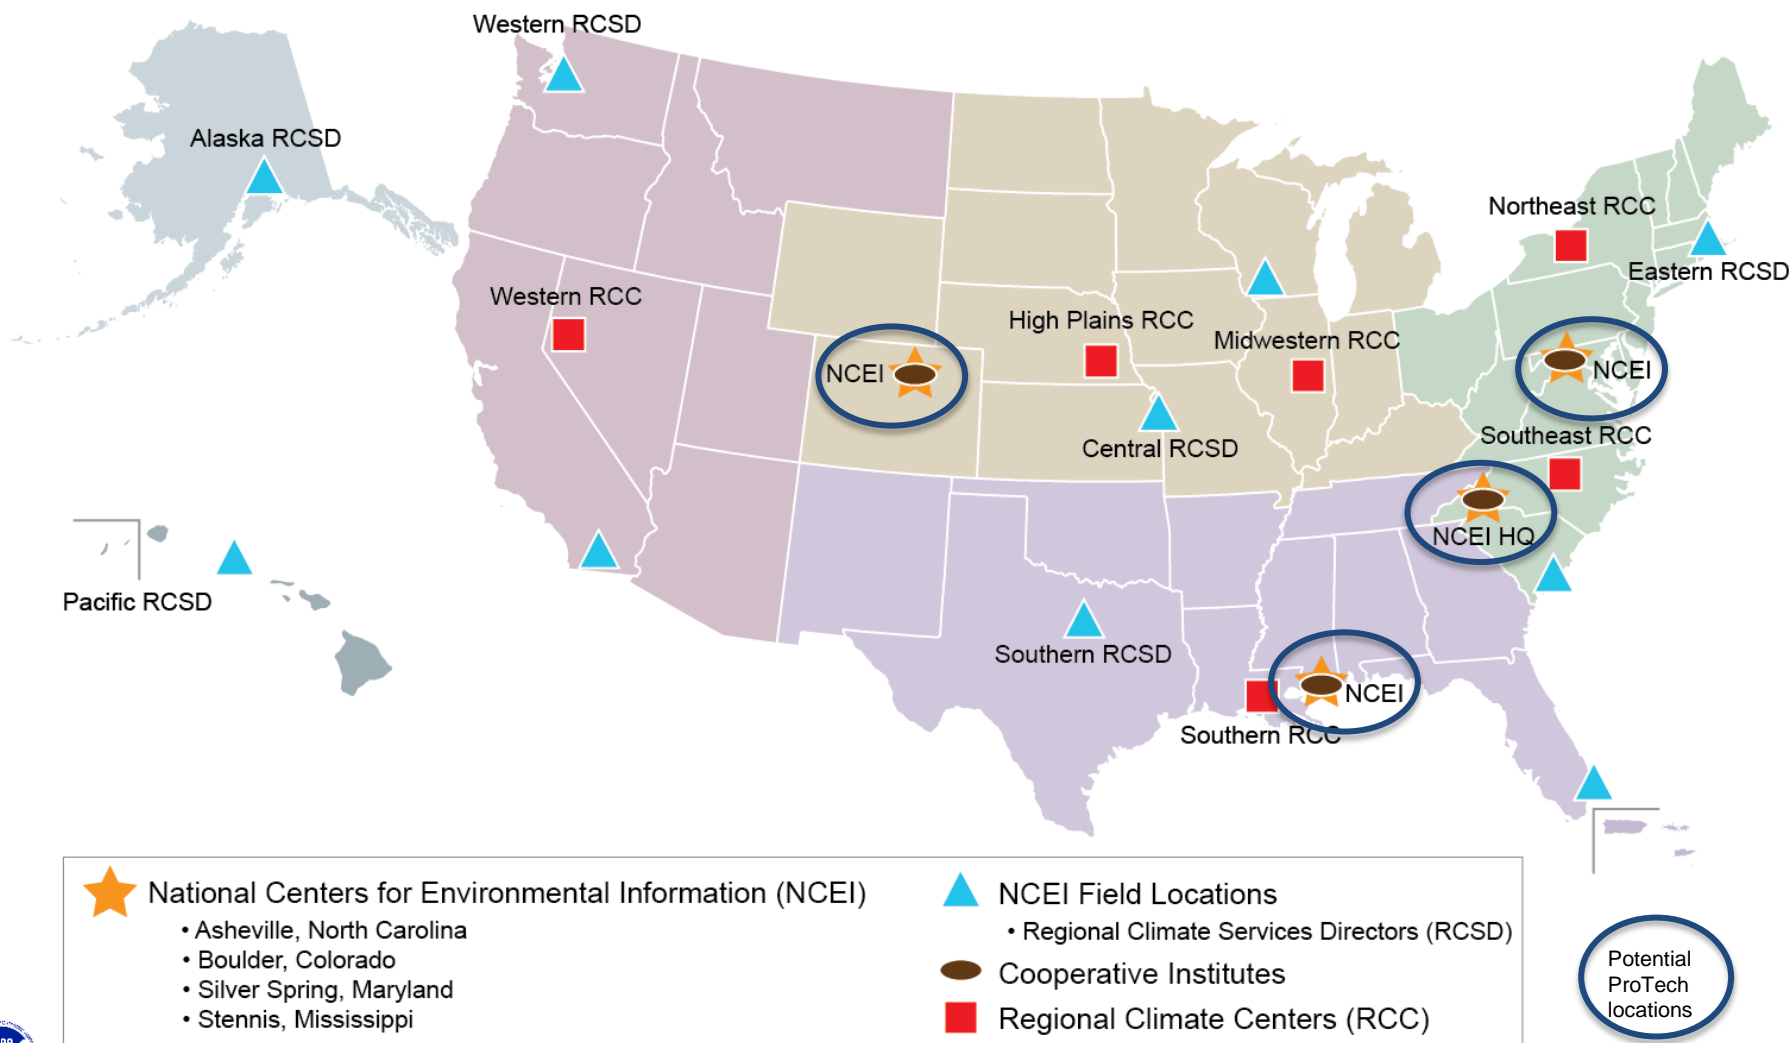 Western RCSD
Alaska RCSD
Northeast RCC
Eastern RCSD
Western RCC
High Plains RCC
Midwestern RCC
NCEI
NCEI
Southeast RCC
Central RCSD
NCEI HQ
Pacific RCSD
Southern RCSD
NCEI
Southern RCC
National Centers for Environmental Information (NCEI)
• Asheville, North Carolina
• Boulder, Colorado
• Silver Spring, Maryland
• Stennis, Mississippi
NCEI Field Locations
• Regional Climate Services Directors (RCSD)
Cooperative Institutes
Regional Climate Centers (RCC)
Potential
ProTech
locations